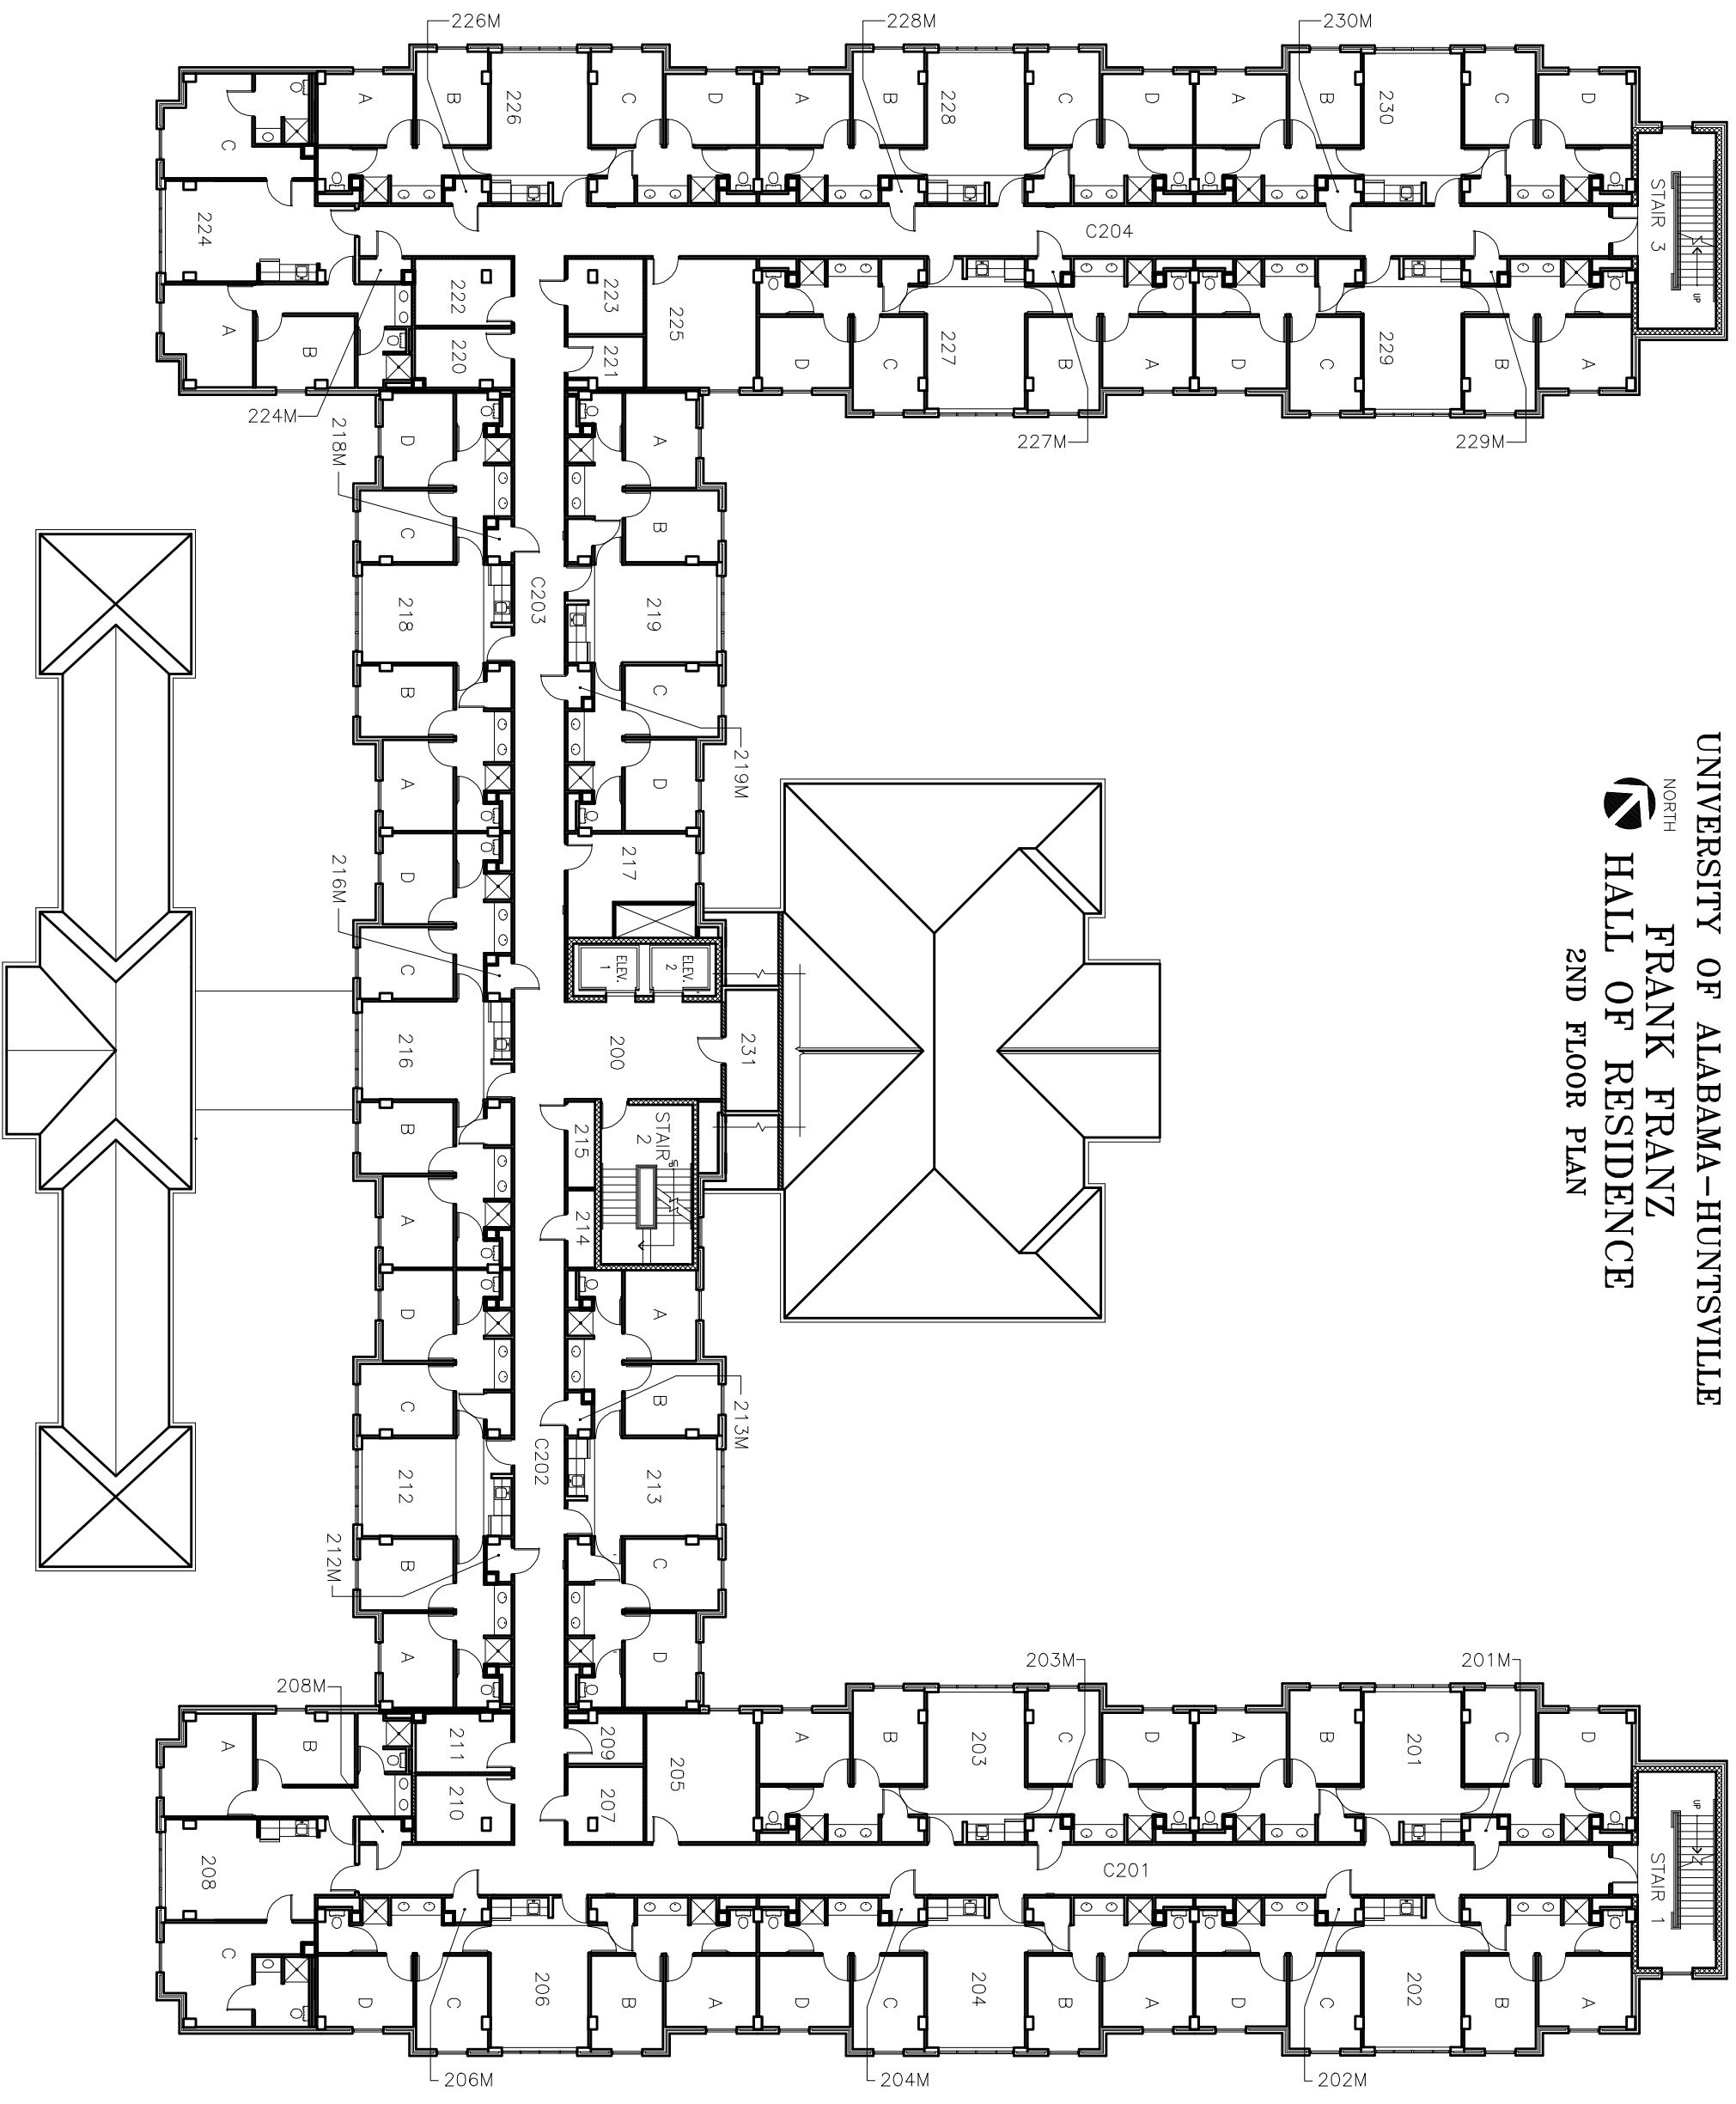 UNIVERSITY OF ALABAMA-HUNTSVILLE
FRANK FRANZ
HALL OF RESIDENCE
2ND FLOOR PLAN
NORTH
226M
228M
230M
A
B
226
C
D
A
B
228
C
D
A
B
230
C
D
STAIR 3
UP
C
224
C204
A
B
222
220
223
221
225
D
C
227
B
A
D
C
229
B
A
224M
218M
227M
229M
D
C
218
B
A
C203
A
B
219
C
D
219M
217
D
C
216
B
A
216M
ELEV. 1
ELEV. 2
200
231
215
STAIR 2
214
D
C
212
B
A
212M
C202
A
B
213
C
D
213M
208M
203M
201M
A
B
211
210
209
207
205
A
B
203
C
D
A
B
201
C
D
UP
STAIR 1
208
C
C201
D
C
206
B
A
D
C
204
B
A
D
C
202
B
A
206M
204M
202M